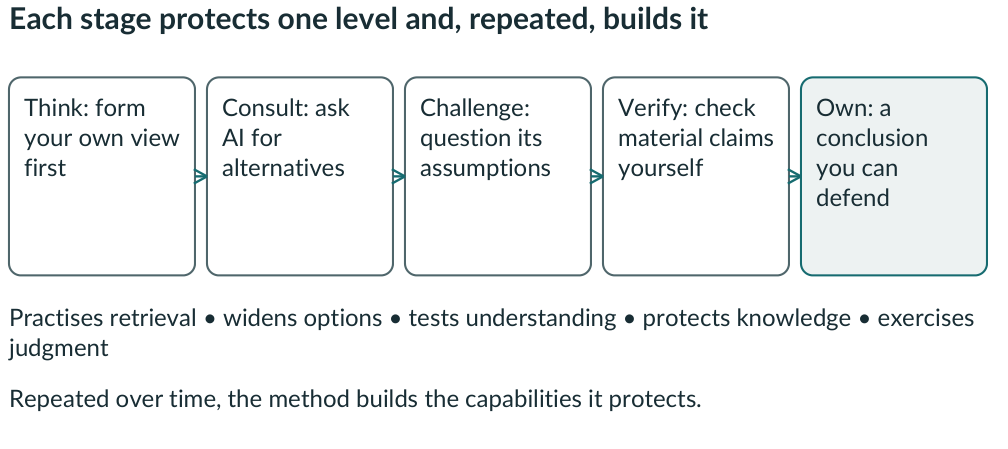 Each stage protects one level and, repeated, builds it
Think: form
your own view
first
Consult: ask
AI for
alternatives
Challenge:
question its
assumptions
Verify: check
material claims
yourself
Own: a
conclusion
you can
defend
Practises retrieval • widens options • tests understanding • protects knowledge • exercises
judgment
Repeated over time, the method builds the capabilities it protects.